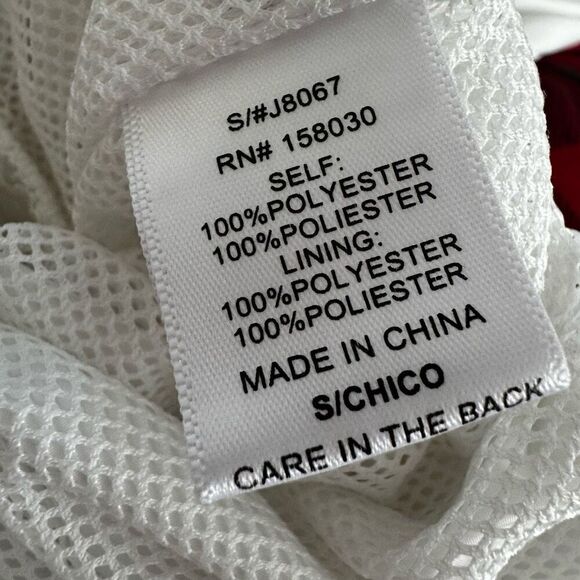 S/#J8067
RN# 158030
SELF:
100%POLYESTER
100%POLIESTER
LINING:
100%POLYESTER
100%POLIESTER
MADE IN CHINA
S/CHICO
CARE IN THE BACK